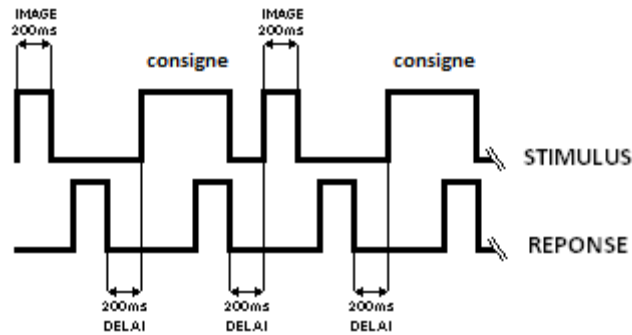 IMAGE
200ms
IMAGE
200ms
consigne
consigne
STIMULUS
REPONSE
200ms
DELAI
200ms
DELAI
200ms
DELAI